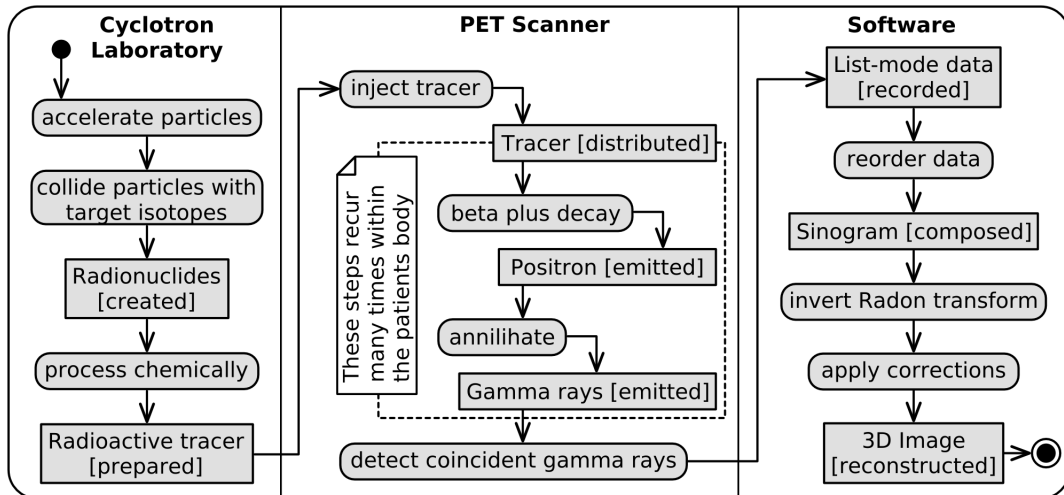 Cyclotron
Laboratory
accelerate particles
collide particles with
target isotopes
Radionuclides
[created]
process chemically
Radioactive tracer
[prepared]
PET Scanner
inject tracer
Tracer [distributed]
These steps recur
many times within
the patients body
beta plus decay
Positron [emitted]
annilihate
Gamma rays [emitted]
detect coincident gamma rays
Software
List-mode data
[recorded]
reorder data
Sinogram [composed]
invert Radon transform
apply corrections
3D Image
[reconstructed]